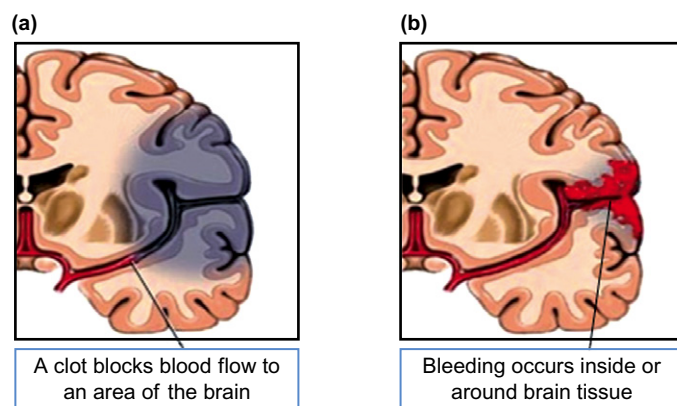 (a)
(b)
A clot blocks blood flow to
an area of the brain
Bleeding occurs inside or
around brain tissue